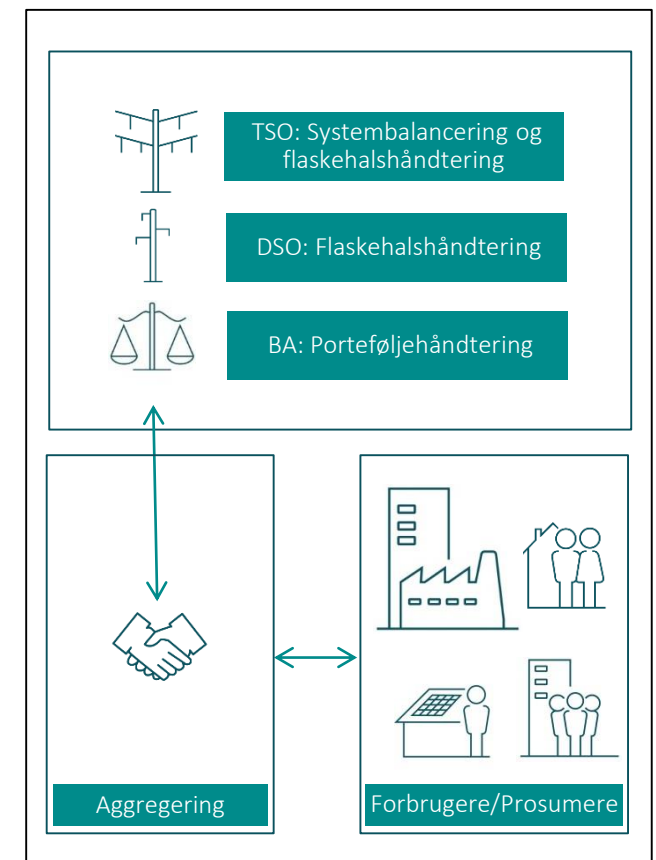 TSO: Systembalancering og
flaskehalshåndtering
DSO: Flaskehalshåndtering
BA: Porteføljehåndtering
Aggregering
Forbrugere/Prosumere